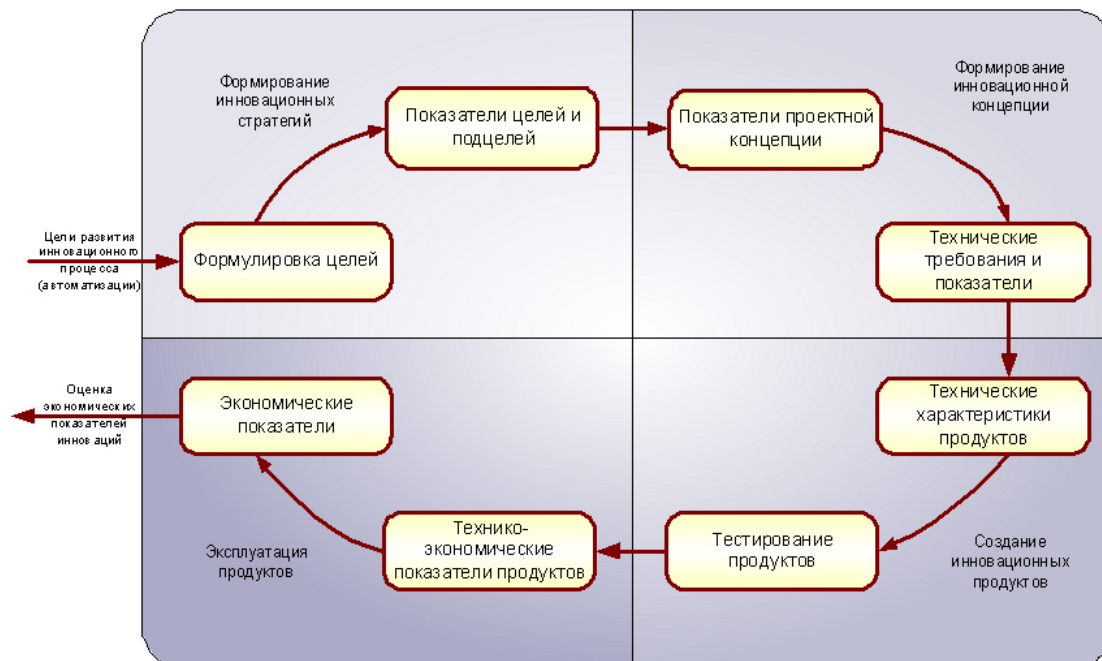 Формирование
инновационных
стратегий
Показатели целей и
подцелей
Показатели проектной
концепции
Формирование
инновационной
концепции
Цели развития
инновационного
процесса
(автоматизации)
Формулировка целей
Технические
требования и
показатели
Оценка
экономических
показателей
инноваций
Экономические
показатели
Технические
характеристики
продуктов
Эксплуатация
продуктов
Технико-
экономические
показатели продуктов
Тестирование
продуктов
Создание
инновационных
продуктов